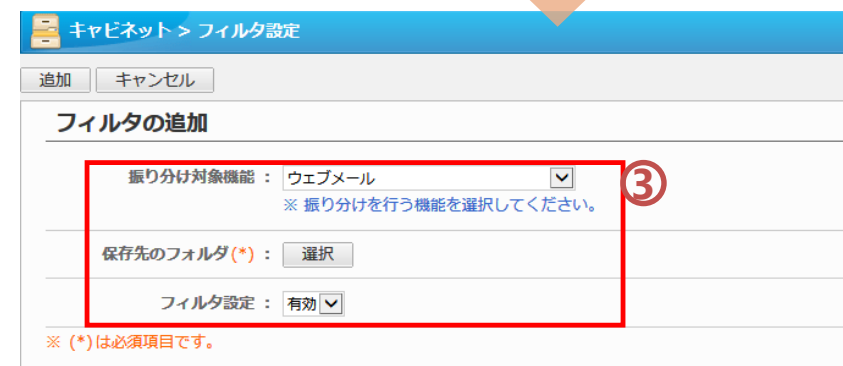 キャビネット > フィルタ設定
追加 キャンセル
フィルタの追加
振り分け対象機能 : ウェブメール
③
※ 振り分けを行う機能を選択してください。
保存先のフォルダ(*) : 選択
フィルタ設定 : 有効
※ (*)は必須項目です。